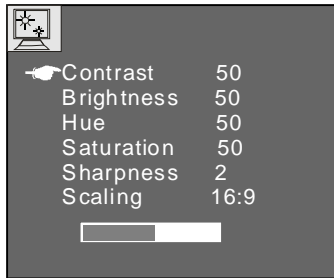 Contrast 50
Brightness 50
Hue 50
Saturation 50
Sharpness 2
Scaling 16:9